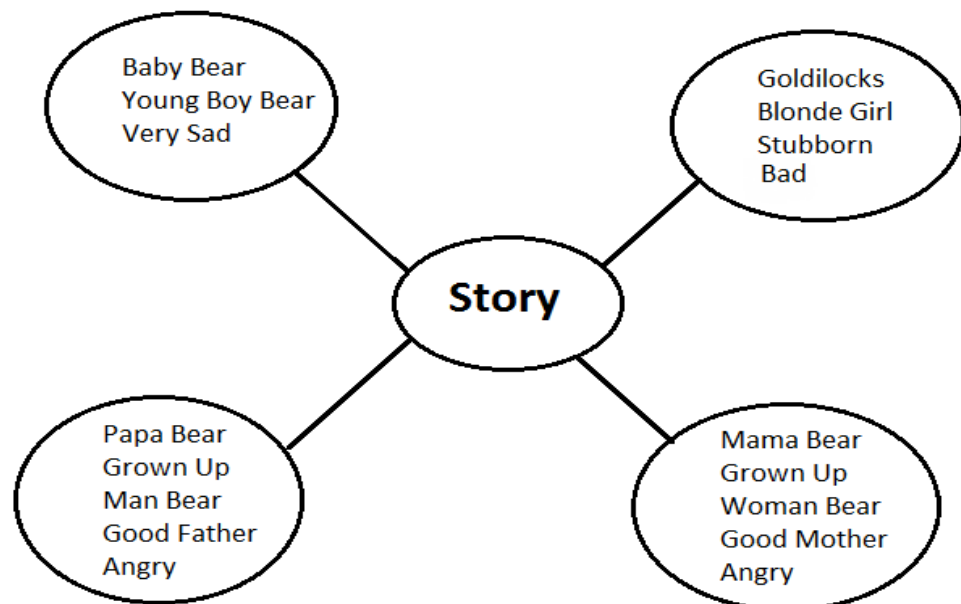 Baby Bear
Young Boy Bear
Very Sad
Goldilocks
Blonde Girl
Stubborn
Bad
Story
Papa Bear
Grown Up
Man Bear
Good Father
Angry
Mama Bear
Grown Up
Woman Bear
Good Mother
Angry